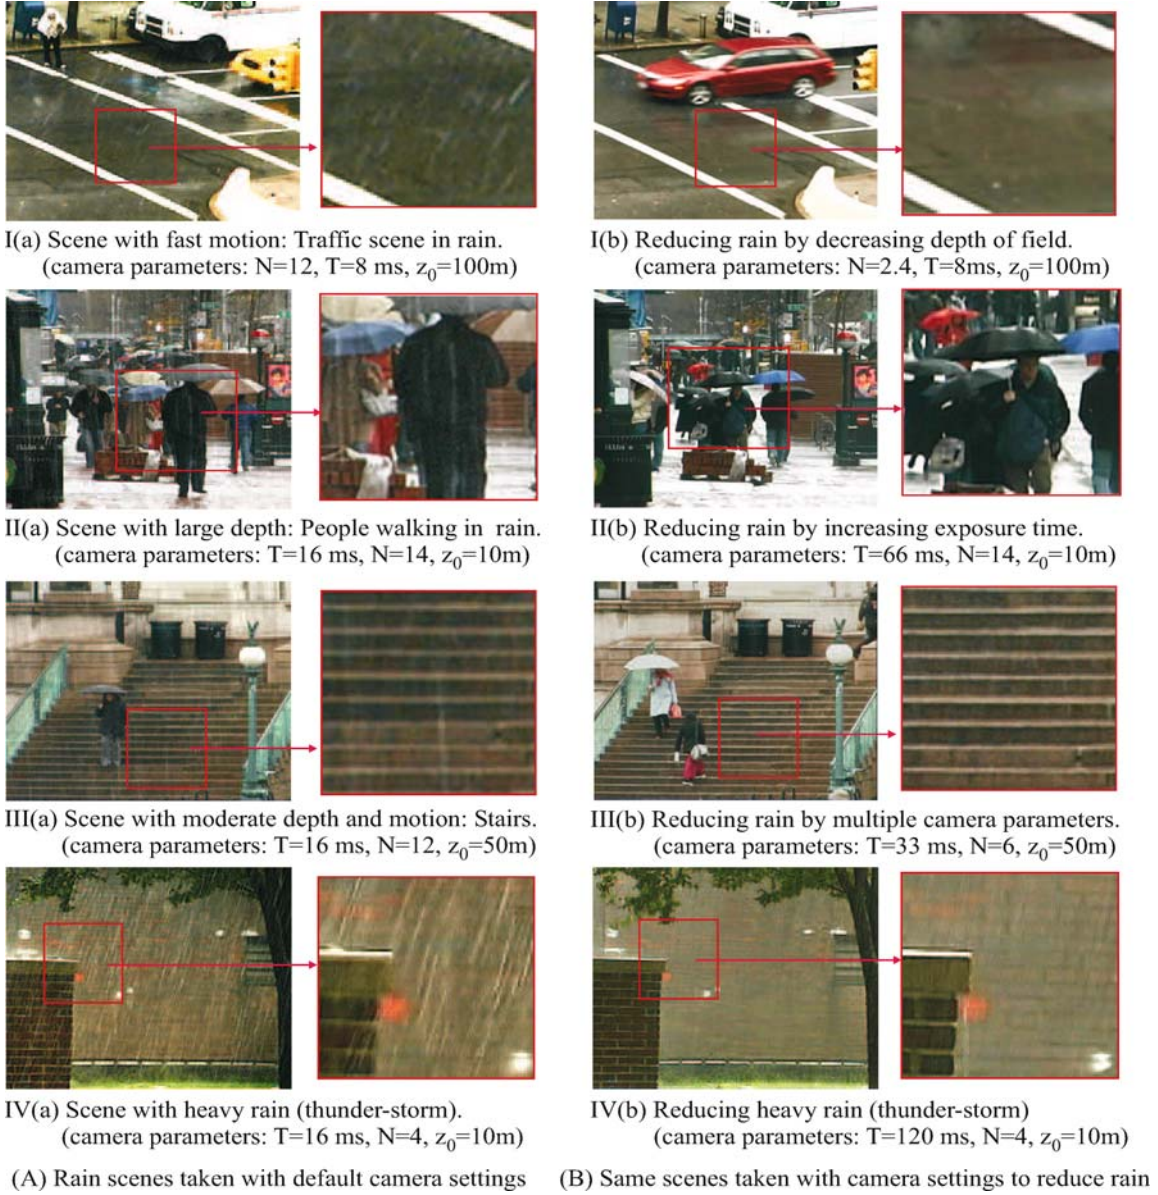 I(a) Scene with fast motion: Traffic scene in rain.
(camera parameters: N=12, T=8 ms, z₀=100m)
I(b) Reducing rain by decreasing depth of field.
(camera parameters: N=2.4, T=8ms, z₀=100m)
II(a) Scene with large depth: People walking in rain.
(camera parameters: T=16 ms, N=14, z₀=10m)
II(b) Reducing rain by increasing exposure time.
(camera parameters: T=66 ms, N=14, z₀=10m)
III(a) Scene with moderate depth and motion: Stairs.
(camera parameters: T=16 ms, N=12, z₀=50m)
III(b) Reducing rain by multiple camera parameters.
(camera parameters: T=33 ms, N=6, z₀=50m)
IV(a) Scene with heavy rain (thunder-storm).
(camera parameters: T=16 ms, N=4, z₀=10m)
IV(b) Reducing heavy rain (thunder-storm)
(camera parameters: T=120 ms, N=4, z₀=10m)
(A) Rain scenes taken with default camera settings
(B) Same scenes taken with camera settings to reduce rain